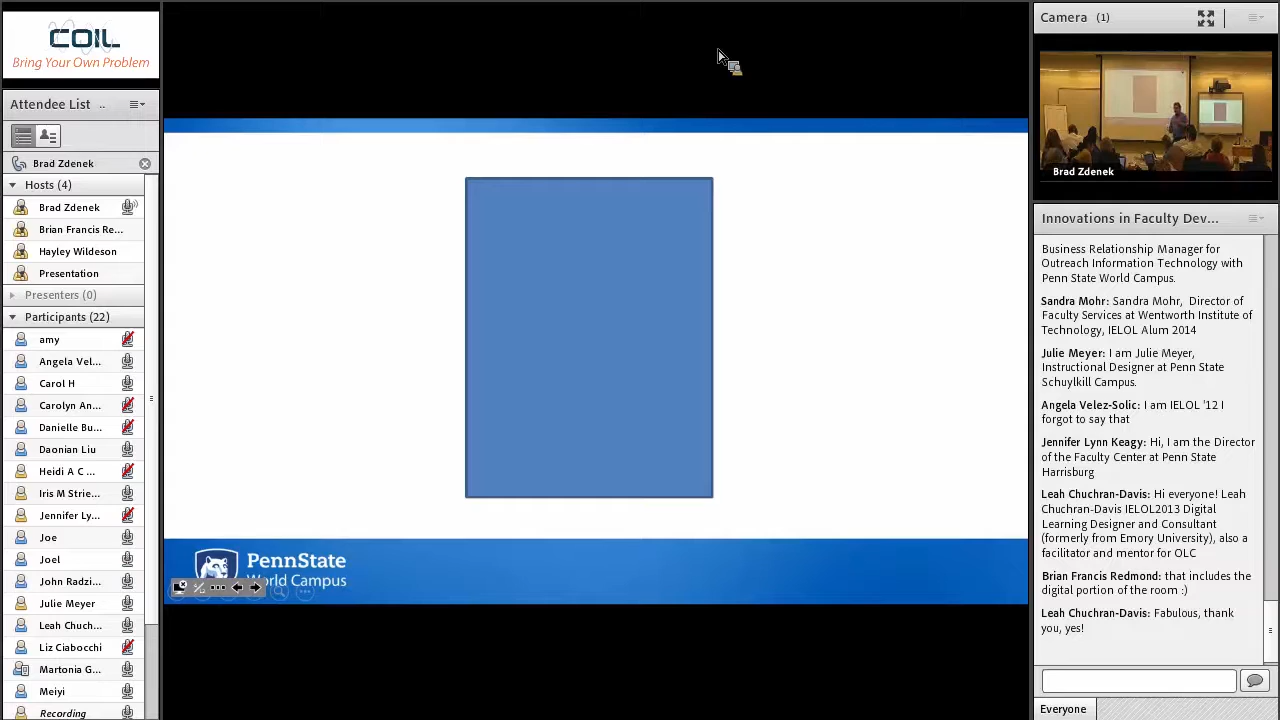 COIL
Bring Your Own Problem
Attendee List ..
Brad Zdenek
Hosts (4)
Brad Zdenek
Brian Francis Re...
Hayley Wildeson
Presentation
Presenters (0)
Participants (22)
amy
Angela Vel...
Carol H
Carolyn An...
Danielle Bu...
Daonian Liu
Heidi A C ...
Iris M Strie...
Jennifer Ly...
Joe
Joel
John Radzi...
Julie Meyer
Leah Chuch...
Liz Ciabocchi
Martonia G...
Meiyi
Recording
PennState
World Campus
Camera (1)
Brad Zdenek
Innovations in Faculty Dev...
Business Relationship Manager for
Outreach Information Technology with
Penn State World Campus.
Sandra Mohr: Sandra Mohr, Director of
Faculty Services at Wentworth Institute of
Technology, IELOL Alum 2014
Julie Meyer: I am Julie Meyer,
Instructional Designer at Penn State
Schuylkill Campus.
Angela Velez-Solic: I am IELOL '12 I
forgot to say that
Jennifer Lynn Keagy: Hi, I am the Director
of the Faculty Center at Penn State
Harrisburg
Leah Chuchran-Davis: Hi everyone! Leah
Chuchran-Davis IELOL2013 Digital
Learning Designer and Consultant
(formerly from Emory University), also a
facilitator and mentor for OLC
Brian Francis Redmond: that includes the
digital portion of the room :)
Leah Chuchran-Davis: Fabulous, thank
you, yes!
Everyone